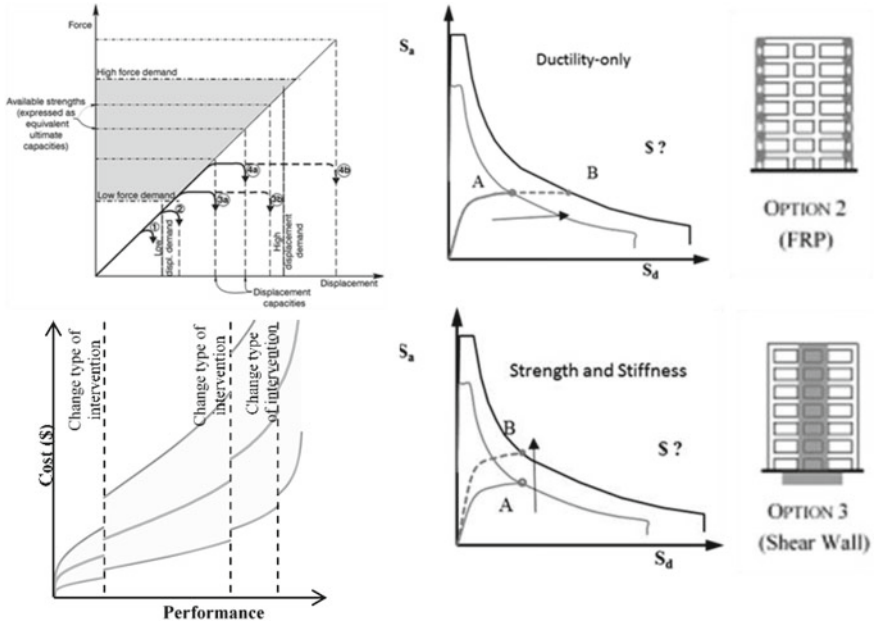 Force
High force demand
Available strengths
(expressed as
equivalent
ultimate
capacities)
Low force demand
1
2
3a
3b
4a
4b
Low
displ. demand
High
displacement
demand
Displacement
Displacement
capacities
Sa
Ductility-only
S ?
A
B
Sd
OPTION 2
(FRP)
Cost ($)
Change type of
intervention
Change type of
intervention
Change type
of intervention
Performance
Sa
Strength and Stiffness
B
S ?
A
Sd
OPTION 3
(Shear Wall)